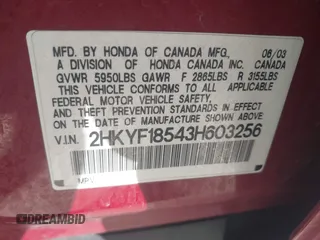 MFD. BY HONDA OF CANADA MFG., 08/03
A DIVISION OF HONDA CANADA INC. CANADA
GVWR 5950LBS GAWR F 2865LBS R 3155LBS
THIS VEHICLE CONFORMS TO ALL APPLICABLE
FEDERAL MOTOR VEHICLE SAFETY AND THEFT
PREVENTION STANDARDS IN EFFECT ON THE DATE
OF MANUFACTURE SHOWN ABOVE.
V.I.N. 2HKYF18543H603256
MPV
DREAMBID